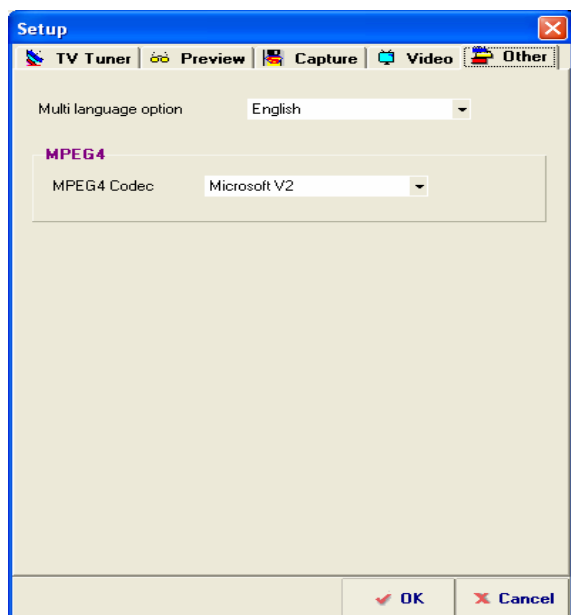 Setup
TV Tuner Preview Capture Video Other
Multi language option English
MPEG4
MPEG4 Codec Microsoft V2
OK Cancel